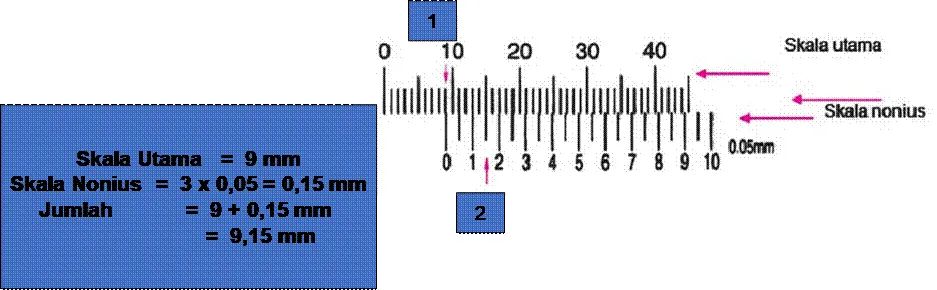 1
0 10 20 30 40
Skala utama
Skala nonius
0 1 2 3 4 5 6 7 8 9 10
0.05mm
2
Skala Utama = 9 mm
Skala Nonius = 3 x 0,05 = 0,15 mm
Jumlah = 9 + 0,15 mm
= 9,15 mm